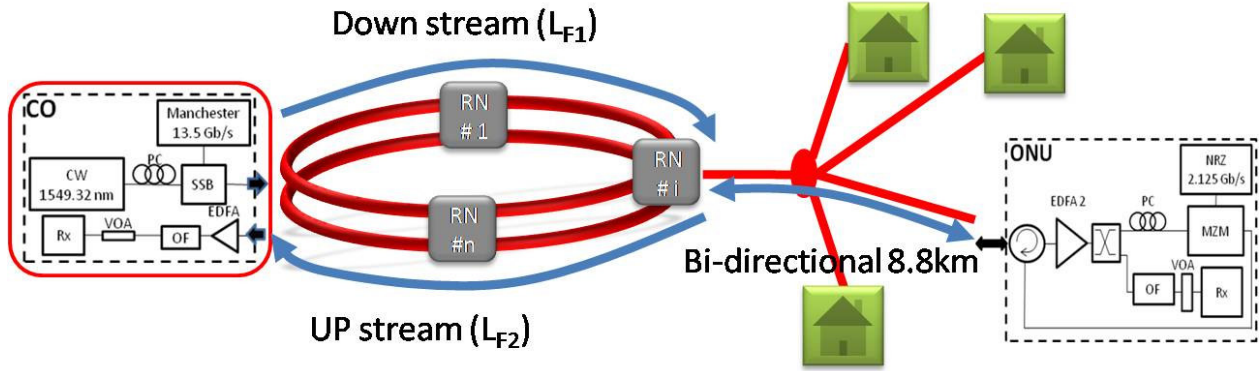 Down stream (L_F1)
CO
Manchester
13.5 Gb/s
PC
CW
1549.32 nm
SSB
EDFA
VOA
Rx
OF
RN
# 1
RN
# i
RN
#n
UP stream (L_F2)
Bi-directional 8.8km
ONU
NRZ
2.125 Gb/s
EDFA 2
PC
MZM
VOA
OF
Rx